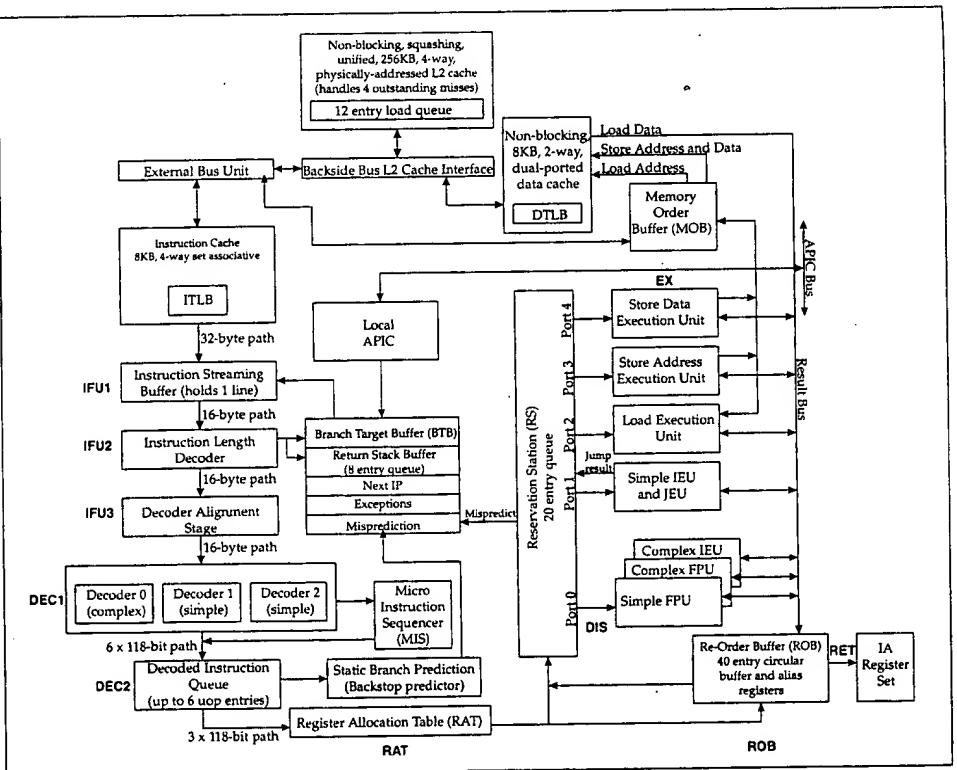 Non-blocking, squashing,
unified, 256KB, 4-way,
physically-addressed L2 cache
(handles 4 outstanding misses)
12 entry load queue
Non-blocking,
8KB, 2-way,
dual-ported
data cache
DTLB
Load Data
Store Address and Data
Load Address
External Bus Unit
Backside Bus L2 Cache Interface
Memory
Order
Buffer (MOB)
Instruction Cache
8KB, 4-way set associative
ITLB
APIC Bus
EX
Local
APIC
Port 4
Store Data
Execution Unit
32-byte path
Port 3
Store Address
Execution Unit
Result Bus
IFU1
Instruction Streaming
Buffer (holds 1 line)
16-byte path
Port 2
Load Execution
Unit
IFU2
Instruction Length
Decoder
Branch Target Buffer (BTB)
Return Stack Buffer
(8 entry queue)
Next IP
Exceptions
Misprediction
Mispredict
Reservation Station (RS)
20 entry queue
Jump
result
Port 1
Simple IEU
and JEU
16-byte path
IFU3
Decoder Alignment
Stage
16-byte path
Complex IEU
Complex FPU
Simple FPU
Port 0
DIS
DEC1
Decoder 0
(complex)
Decoder 1
(simple)
Decoder 2
(simple)
Micro
Instruction
Sequencer
(MIS)
6 x 118-bit path
DEC2
Decoded Instruction
Queue
(up to 6 uop entries)
Static Branch Prediction
(Backstop predictor)
Re-Order Buffer (ROB)
40 entry circular
buffer and alias
registers
RET
IA
Register
Set
3 x 118-bit path
Register Allocation Table (RAT)
RAT
ROB